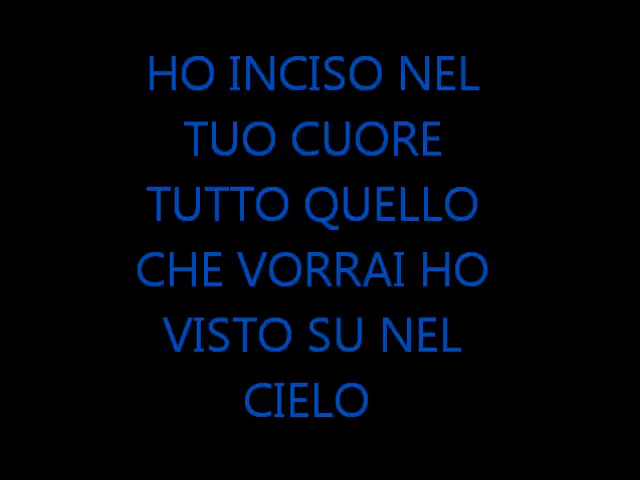 HO INCISO NEL
TUO CUORE
TUTTO QUELLO
CHE VORRAI HO
VISTO SU NEL
CIELO